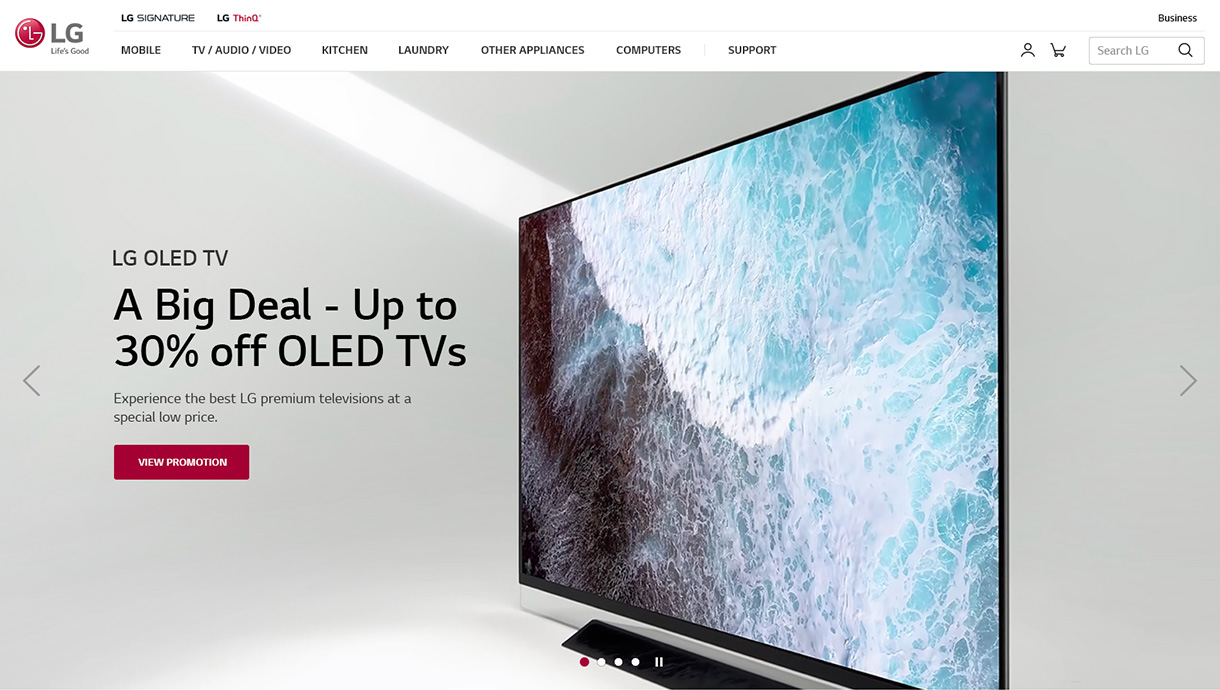 LG SIGNATURE
LG ThinQ
Business
LG
Life's Good
MOBILE
TV / AUDIO / VIDEO
KITCHEN
LAUNDRY
OTHER APPLIANCES
COMPUTERS
SUPPORT
Search LG
LG OLED TV
A Big Deal - Up to
30% off OLED TVs
Experience the best LG premium televisions at a
special low price.
VIEW PROMOTION